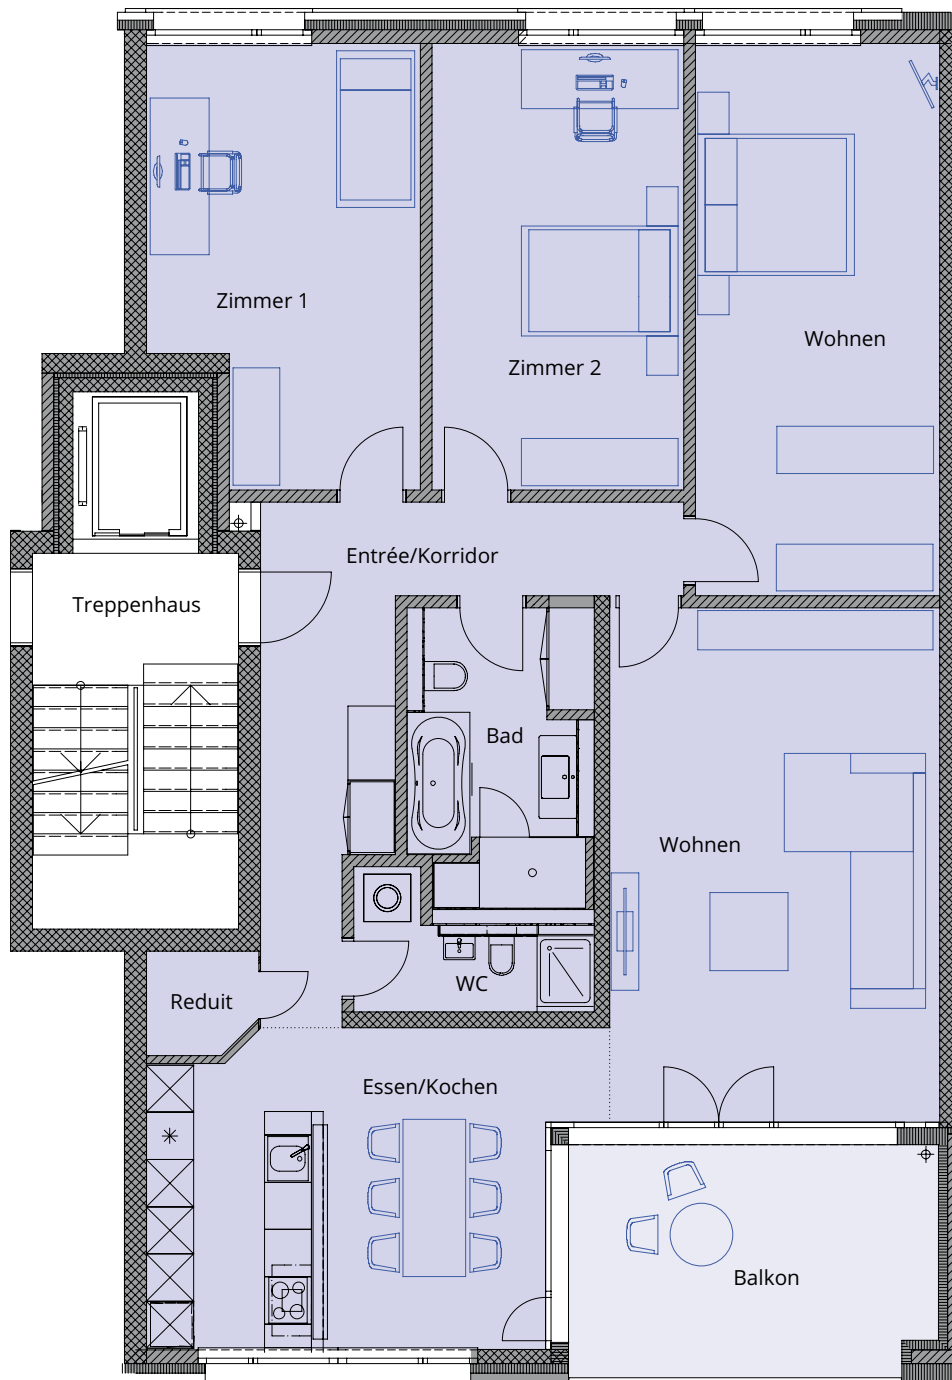 Zimmer 1
Wohnen
Zimmer 2
Entrée/Korridor
Treppenhaus
Bad
Wohnen
WC
Reduit
Essen/Kochen
Balkon